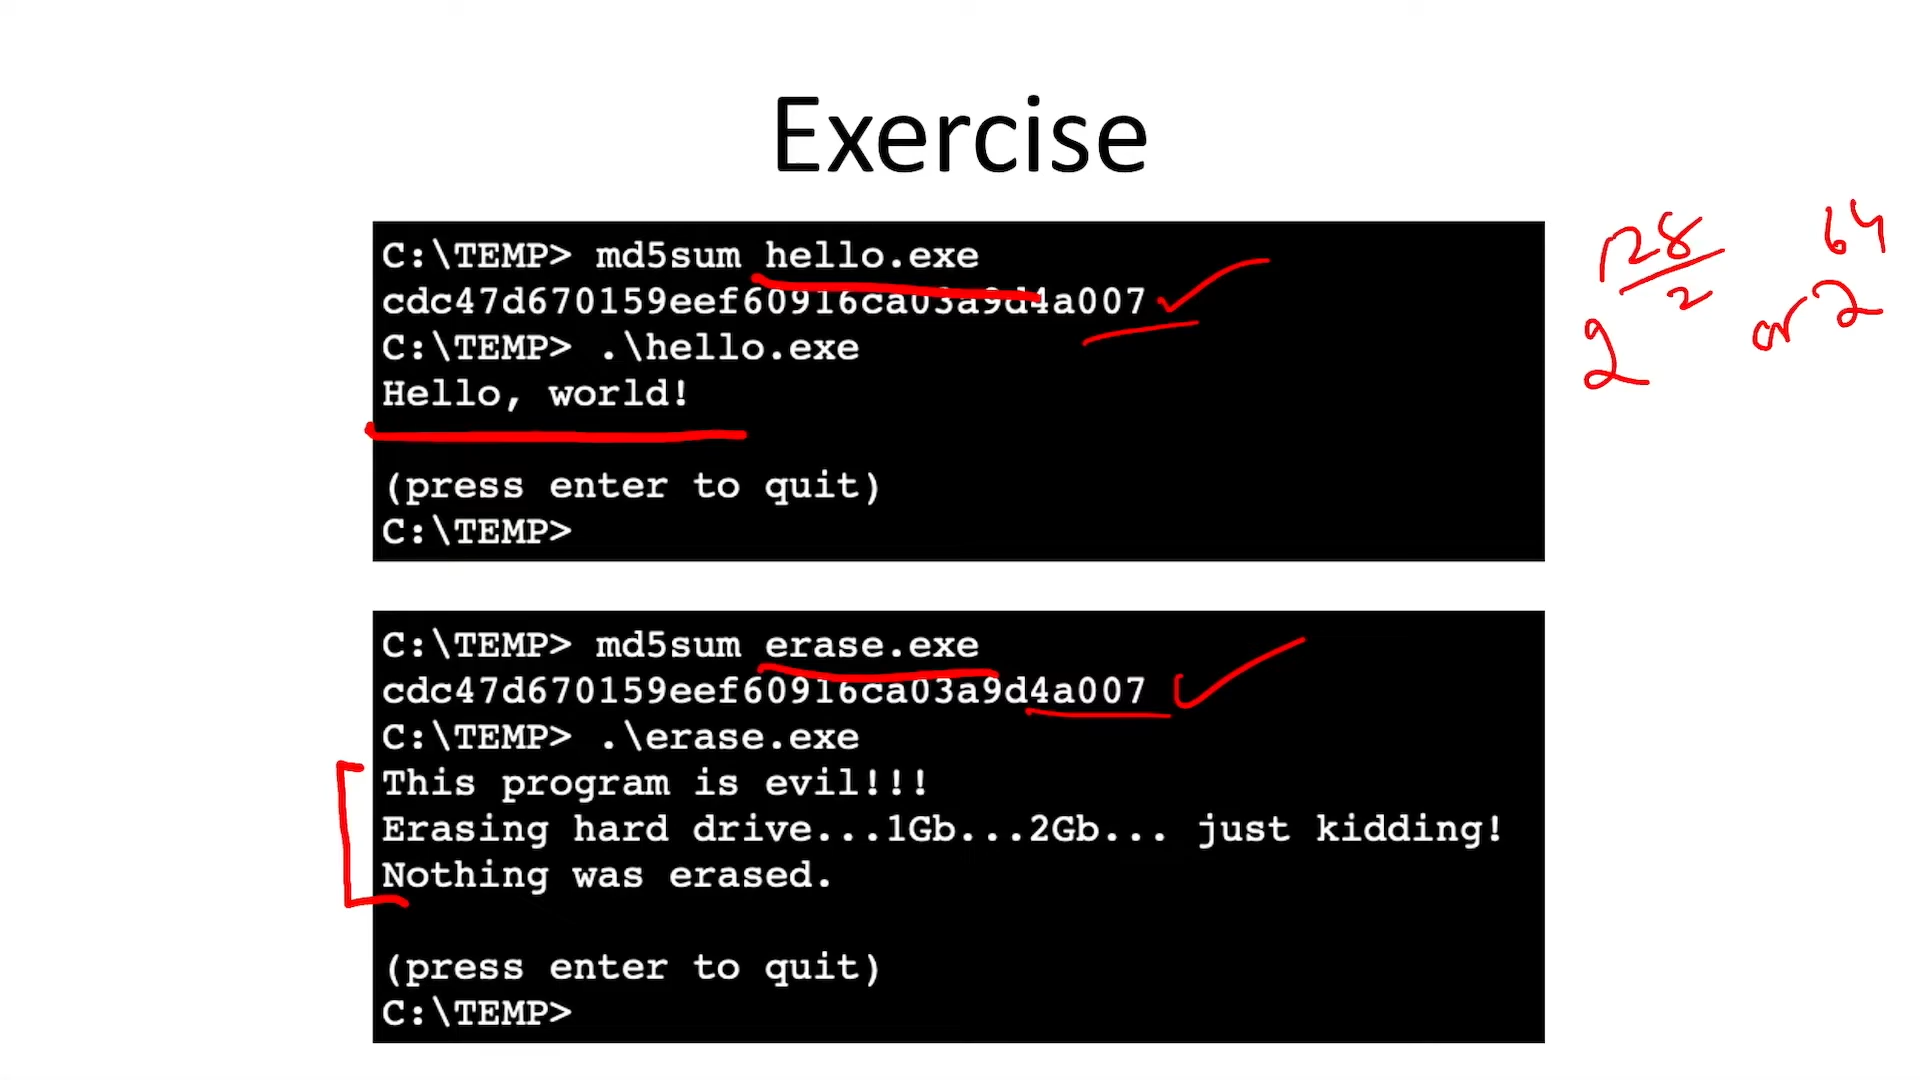 Exercise
C:\TEMP> md5sum hello.exe
cdc47d670159eef60916ca03a9d4a007
C:\TEMP> .\hello.exe
Hello, world!
(press enter to quit)
C:\TEMP>
128
2
2
64
or 2
C:\TEMP> md5sum erase.exe
cdc47d670159eef60916ca03a9d4a007
C:\TEMP> .\erase.exe
This program is evil!!!
Erasing hard drive...1Gb...2Gb... just kidding!
Nothing was erased.
(press enter to quit)
C:\TEMP>